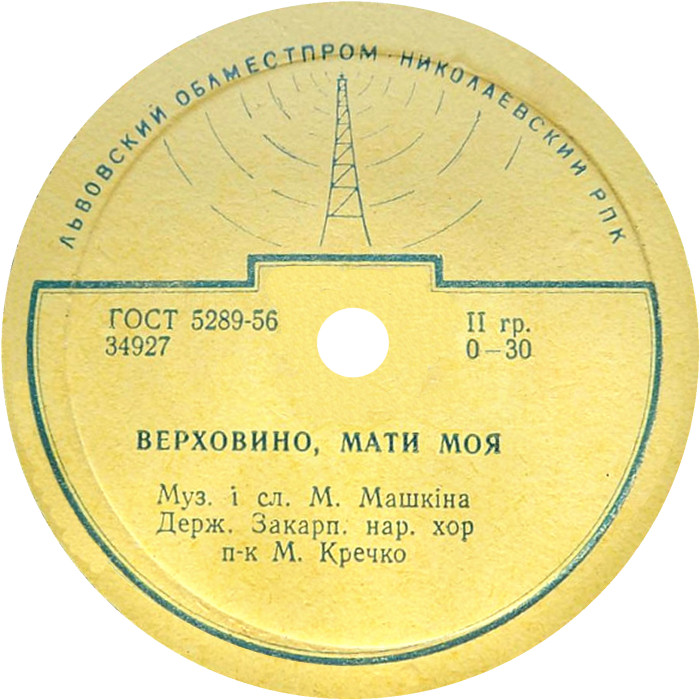 ЛЬВОВСКИЙ ОБЛМЕСТПРОМ · НИКОЛАЕВСКИЙ РПК
ГОСТ 5289-56
34927
II гр.
0-30
ВЕРХОВИНО, МАТИ МОЯ
Муз. і сл. М. Машкіна
Держ. Закарп. нар. хор
п-к М. Кречко